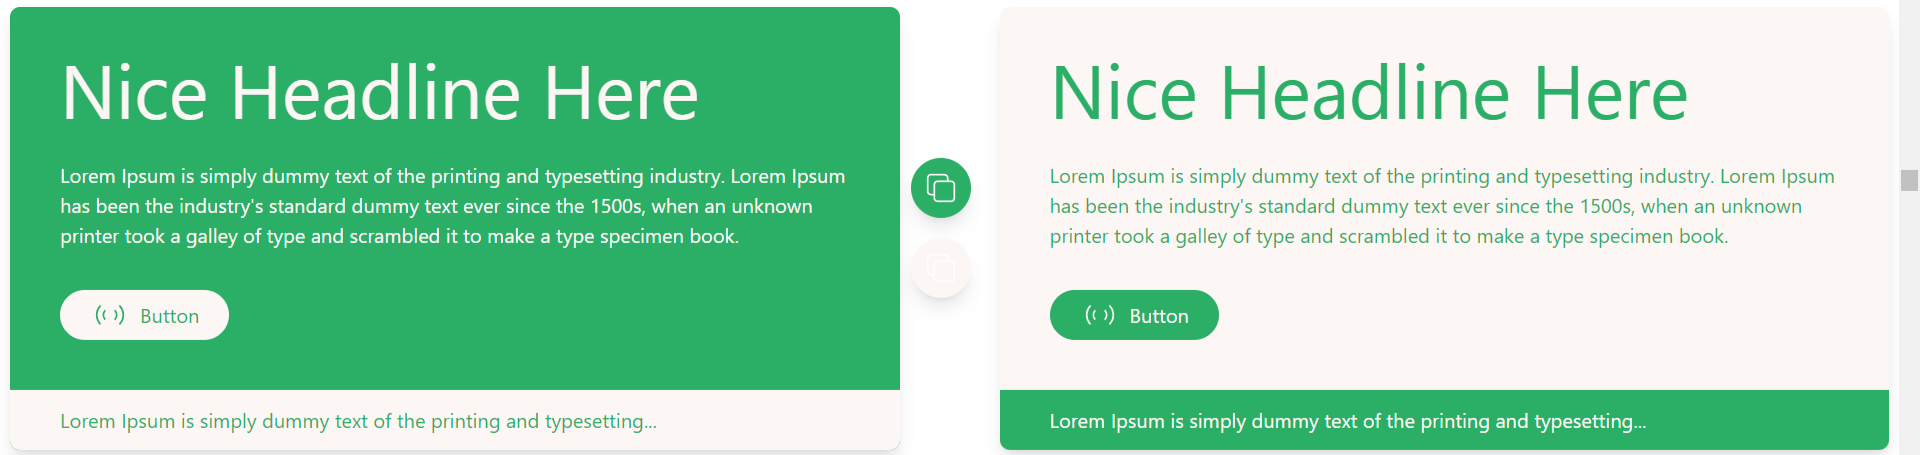 Nice Headline Here
Lorem Ipsum is simply dummy text of the printing and typesetting industry. Lorem Ipsum
has been the industry's standard dummy text ever since the 1500s, when an unknown
printer took a galley of type and scrambled it to make a type specimen book.
Button
Lorem Ipsum is simply dummy text of the printing and typesetting...
Nice Headline Here
Lorem Ipsum is simply dummy text of the printing and typesetting industry. Lorem Ipsum
has been the industry's standard dummy text ever since the 1500s, when an unknown
printer took a galley of type and scrambled it to make a type specimen book.
Button
Lorem Ipsum is simply dummy text of the printing and typesetting...